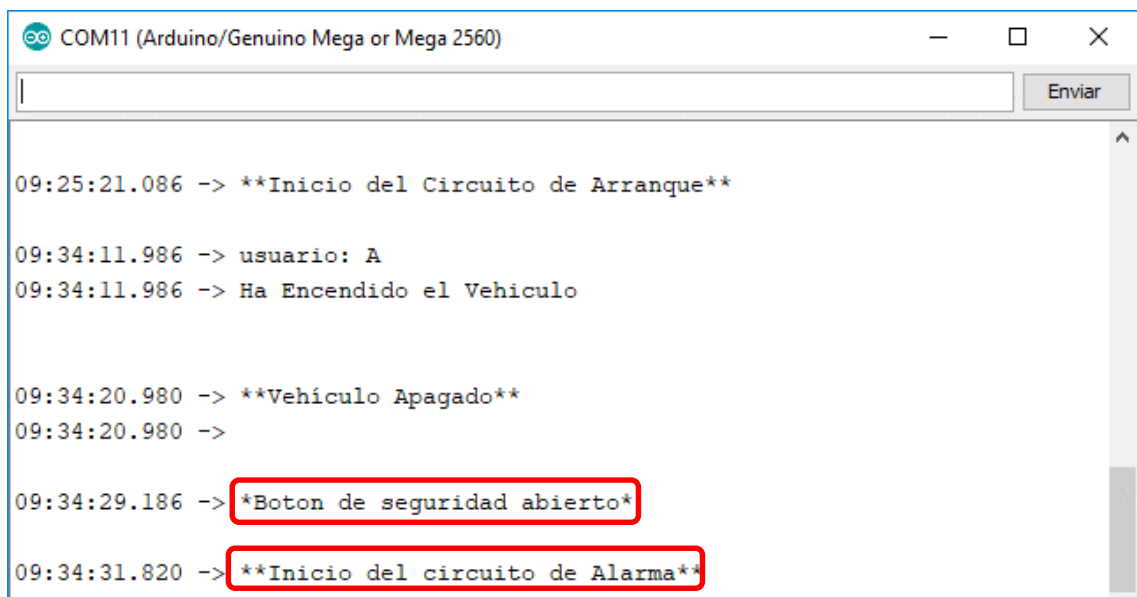 COM11 (Arduino/Genuino Mega or Mega 2560)
Enviar
09:25:21.086 -> **Inicio del Circuito de Arranque**
09:34:11.986 -> usuario: A
09:34:11.986 -> Ha Encendido el Vehiculo
09:34:20.980 -> **Vehículo Apagado**
09:34:20.980 ->
09:34:29.186 -> *Boton de seguridad abierto*
09:34:31.820 -> **Inicio del circuito de Alarma**